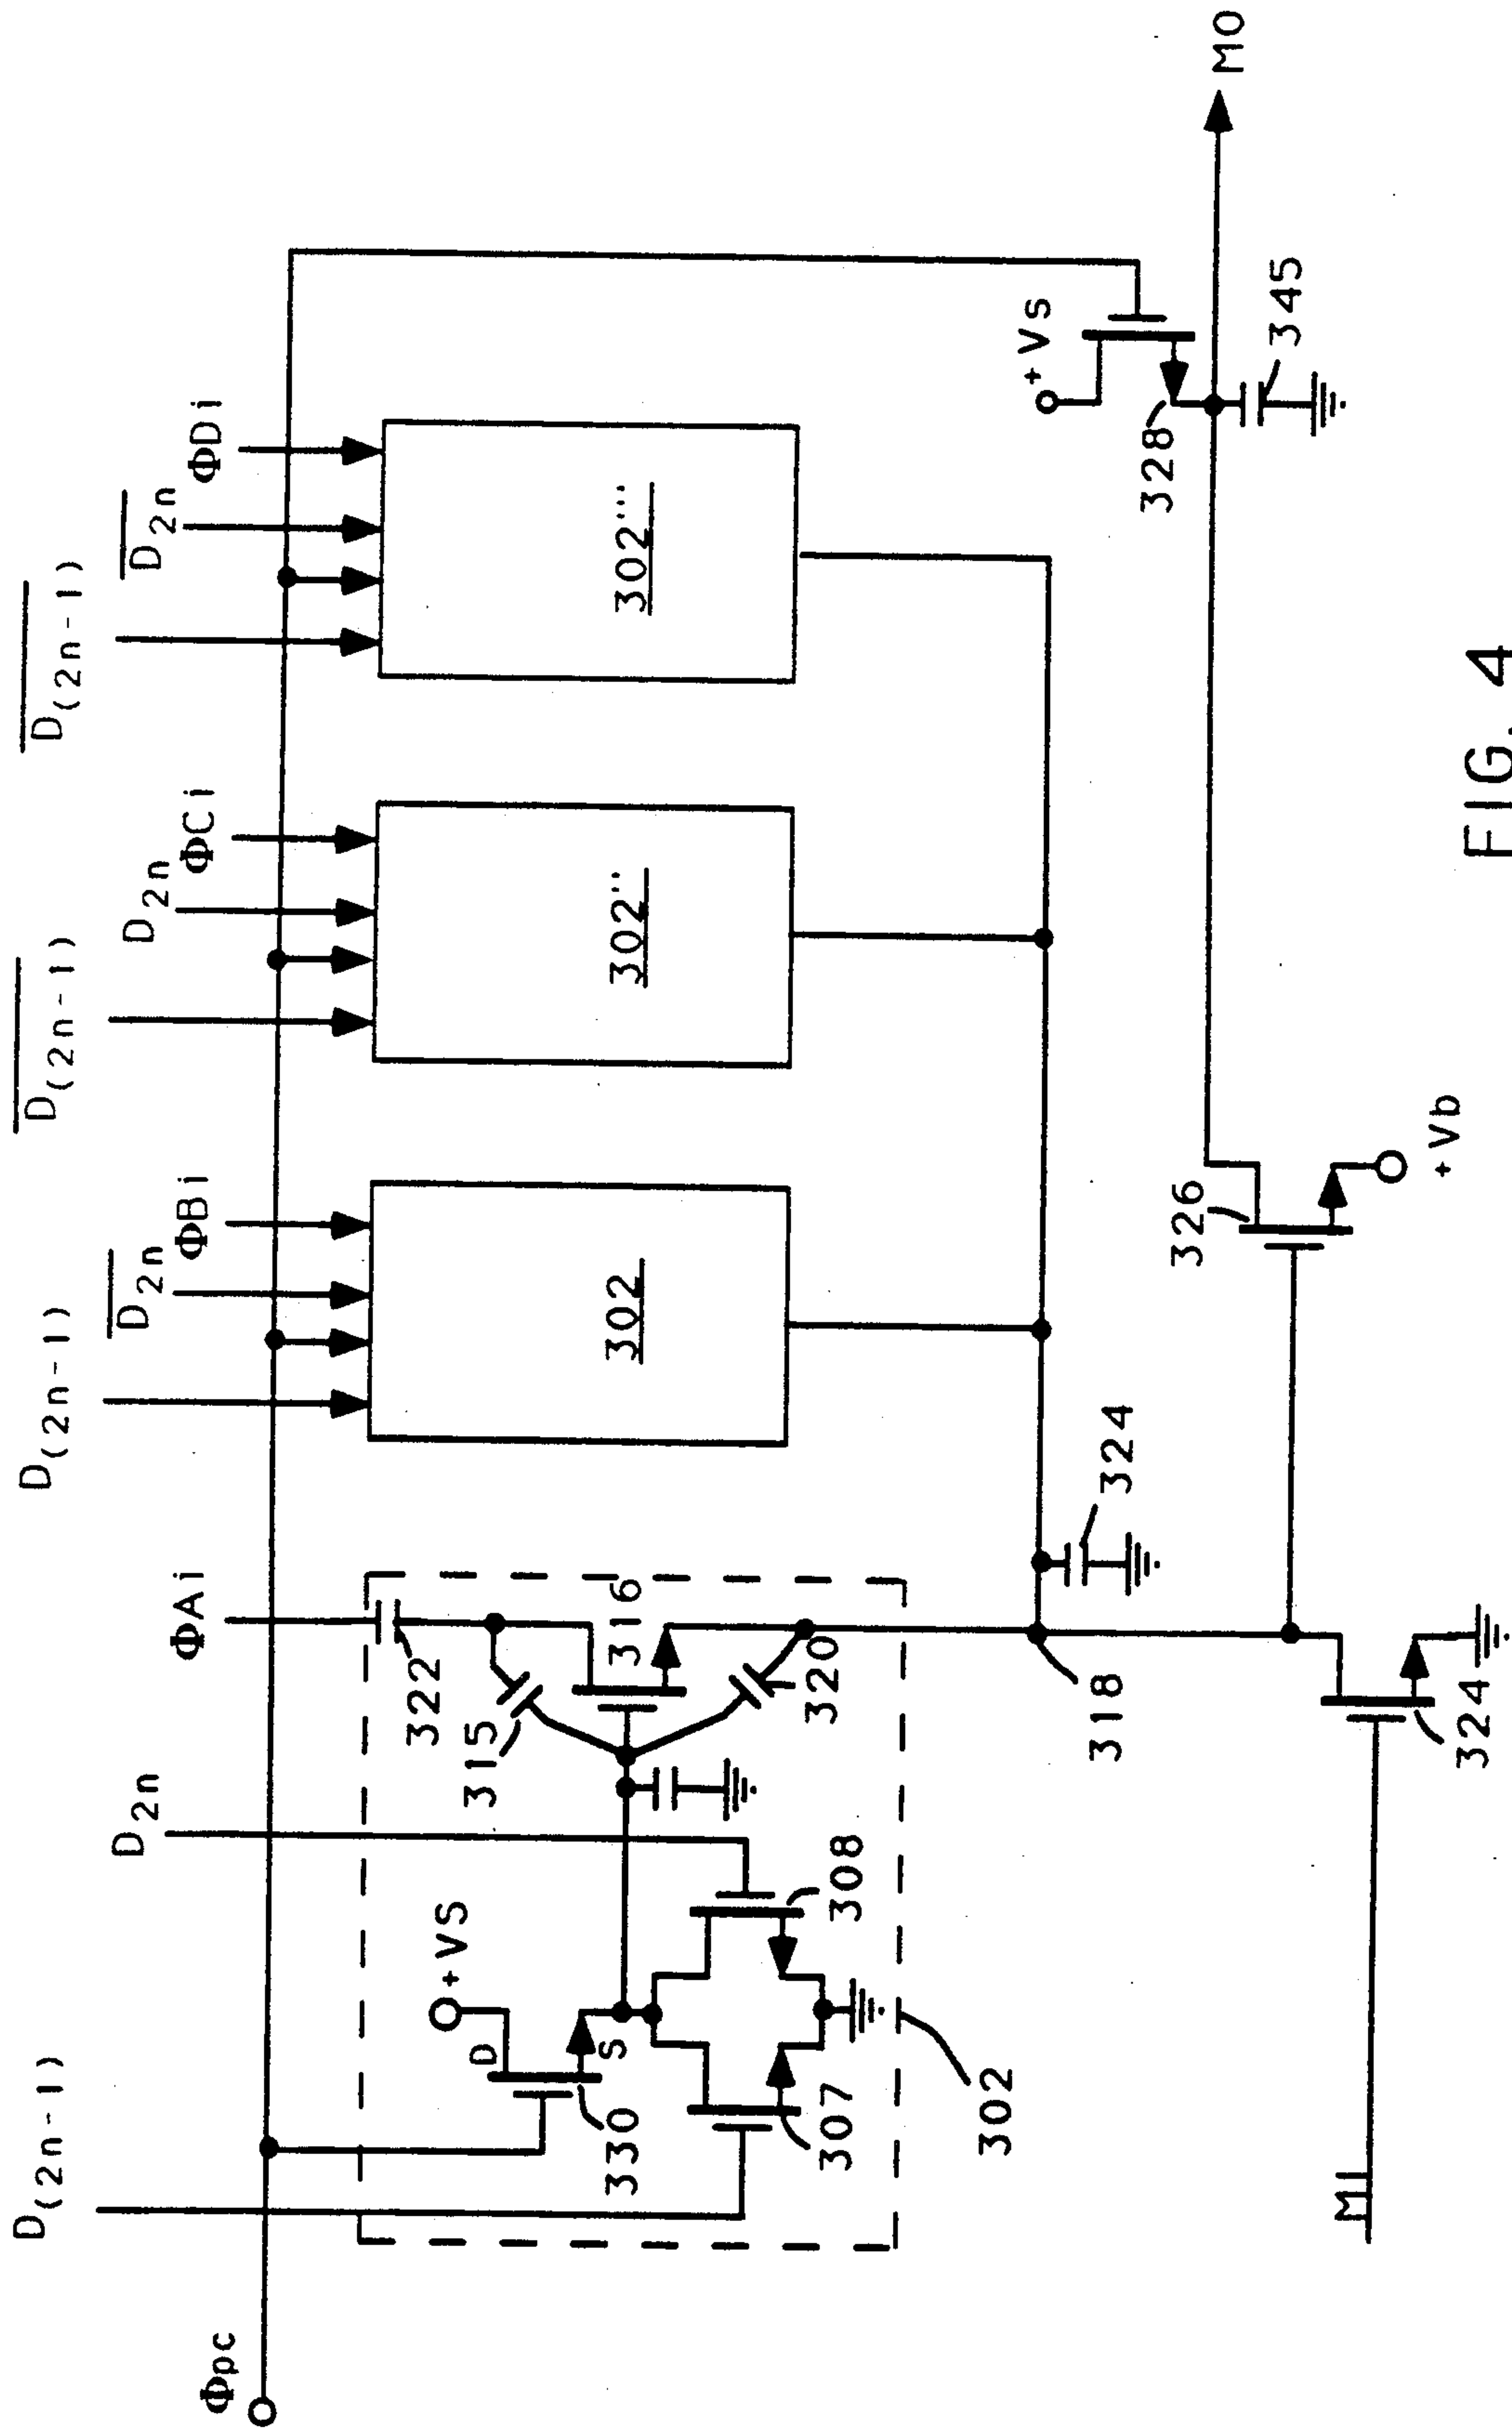 Φpc
D(2n-1)
D2n
ΦAi
D(2n-1)
D2n
ΦBi
D(2n-1)
D2n
ΦCi
D(2n-1)
D2n
ΦDi
+VS
D
S
330
307
308
315
322
316
320
302
302
302''
302'''
318
324
324
MI
326
+Vb
+Vs
328
345
MO
FIG. 4